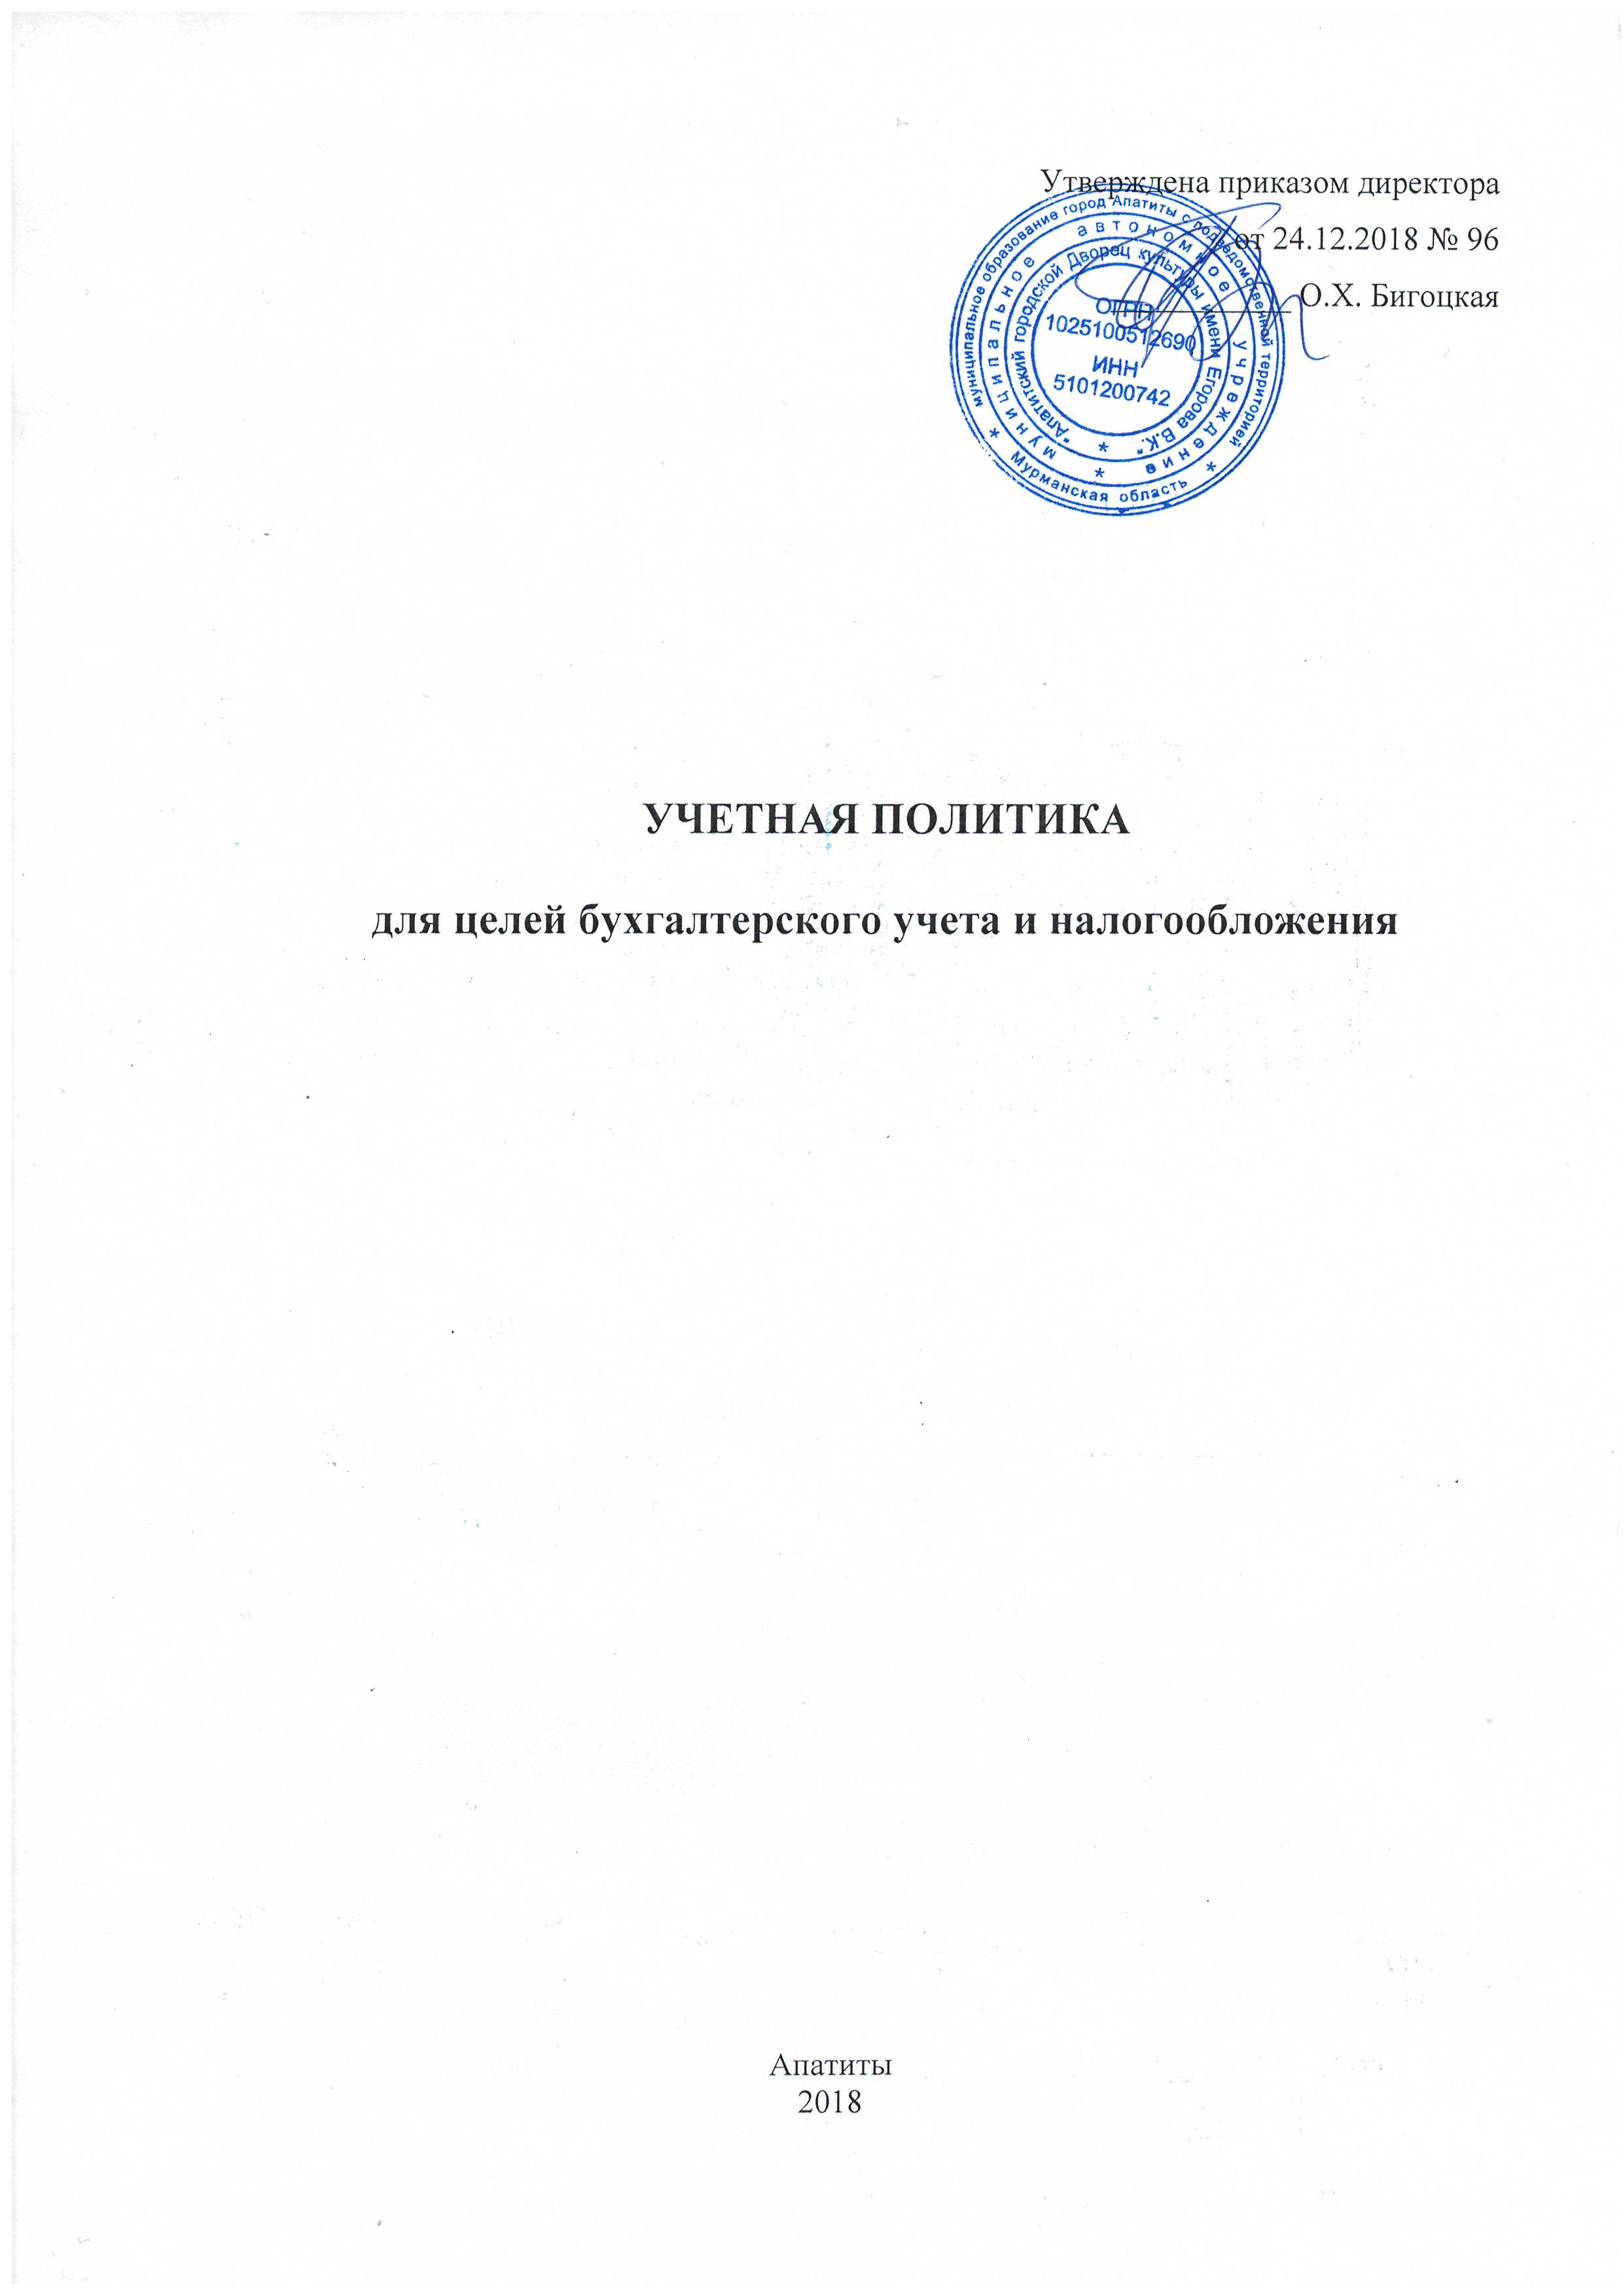 Утверждена приказом директора
от 24.12.2018 № 96
О.Х. Бигоцкая
муниципальное образование город Апатиты с подведомственной территорией
* Мурманская область *
муниципальное автономное учреждение *
"Апатитский городской Дворец культуры имени Егорова В.К." *
ОГРН
1025100512690
ИНН
5101200742
УЧЕТНАЯ ПОЛИТИКА
для целей бухгалтерского учета и налогообложения
Апатиты
2018